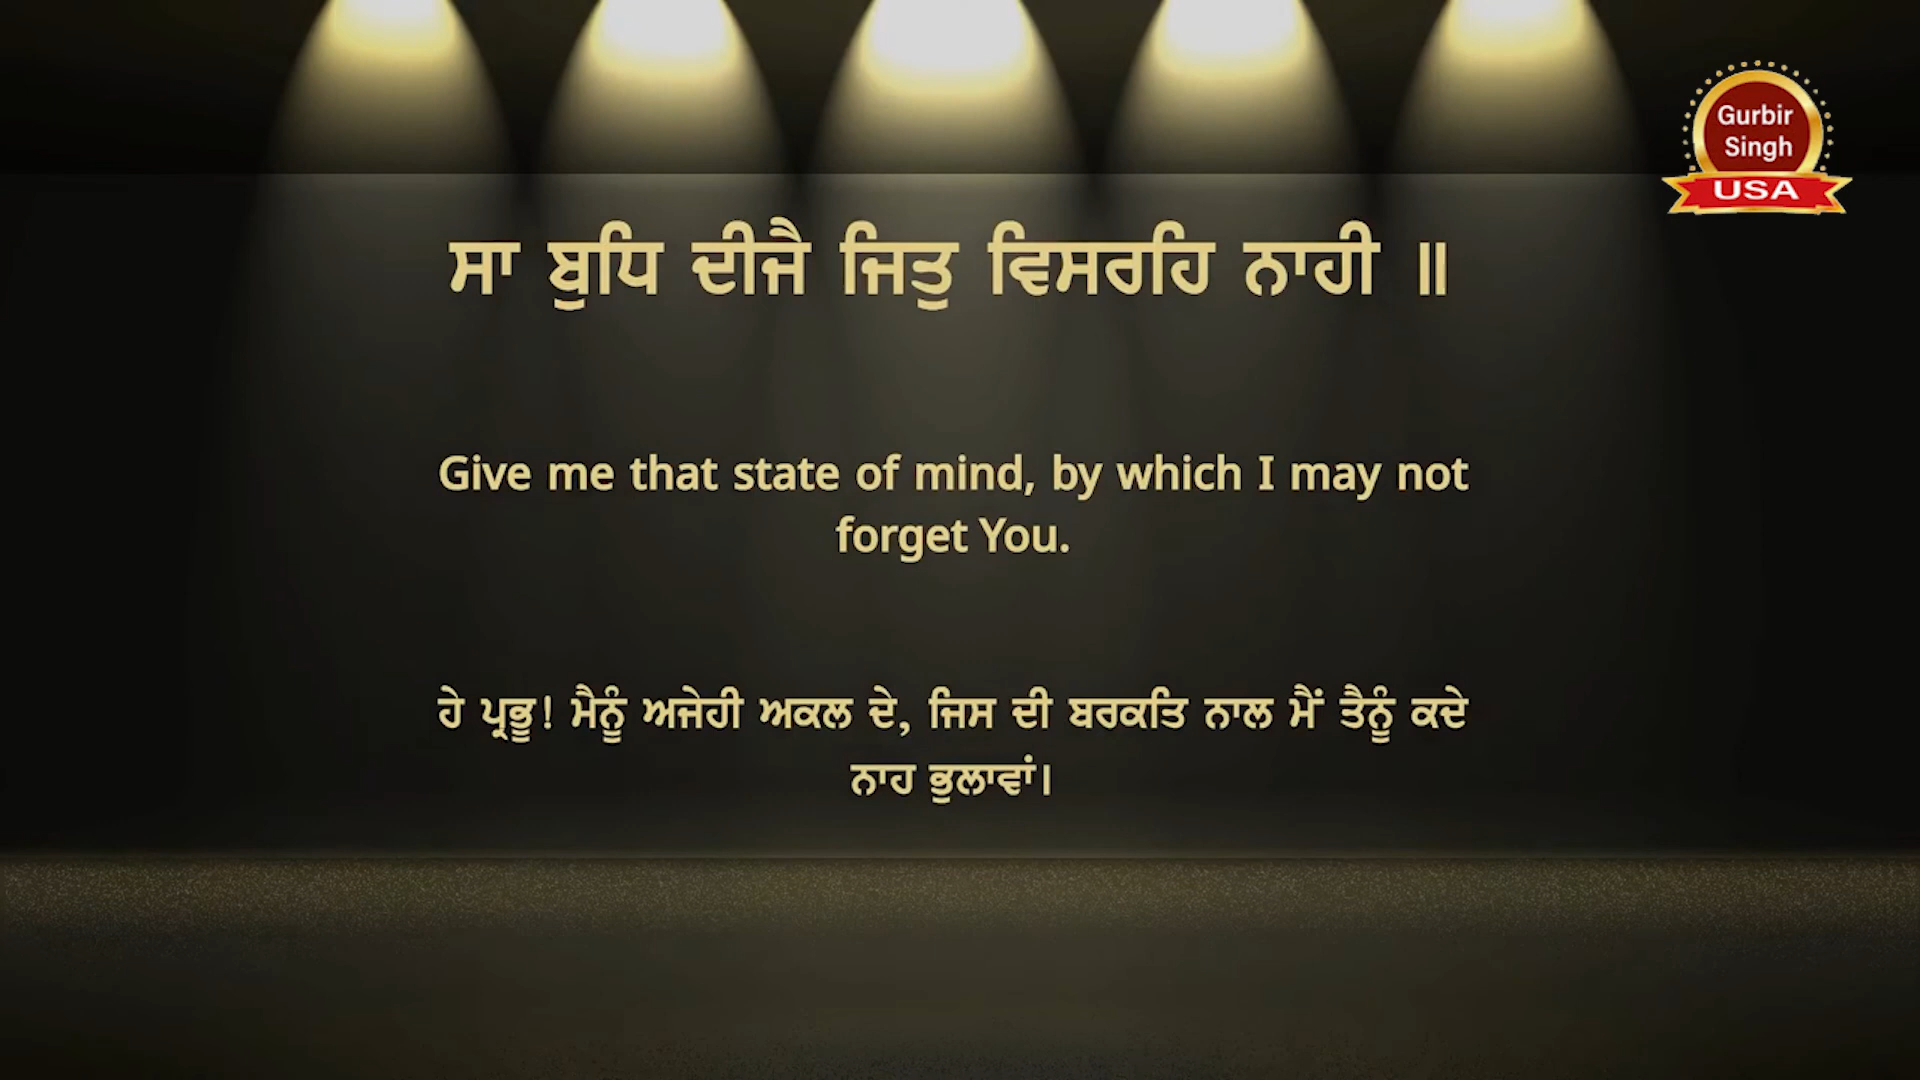 Gurbir
Singh
USA
ਸਾ ਬੁਧਿ ਦੀਜੈ ਜਿਤੁ ਵਿਸਰਹਿ ਨਾਹੀ ॥
Give me that state of mind, by which I may not
forget You.
ਹੇ ਪ੍ਰਭੂ! ਮੈਨੂੰ ਅਜੇਹੀ ਅਕਲ ਦੇ, ਜਿਸ ਦੀ ਬਰਕਤਿ ਨਾਲ ਮੈਂ ਤੈਨੂੰ ਕਦੇ
ਨਾਹ ਭੁਲਾਵਾਂ।